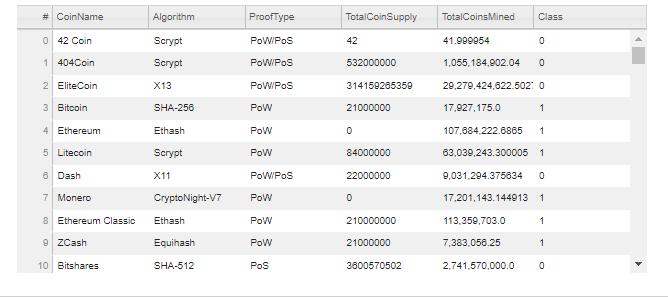 # CoinName Algorithm ProofType TotalCoinSupply TotalCoinsMined Class
0 42 Coin Scrypt PoW/PoS 42 41.999954 0
1 404Coin Scrypt PoW/PoS 532000000 1,055,184,902.04 0
2 EliteCoin X13 PoW/PoS 314159265359 29,279,424,622.502 0
3 Bitcoin SHA-256 PoW 21000000 17,927,175.0 1
4 Ethereum Ethash PoW 0 107,684,222.6865 1
5 Litecoin Scrypt PoW 84000000 63,039,243.300005 1
6 Dash X11 PoW/PoS 22000000 9,031,294.375634 0
7 Monero CryptoNight-V7 PoW 0 17,201,143.144913 1
8 Ethereum Classic Ethash PoW 210000000 113,359,703.0 1
9 ZCash Equihash PoW 21000000 7,383,056.25 1
10 Bitshares SHA-512 PoS 3600570502 2,741,570,000.0 0